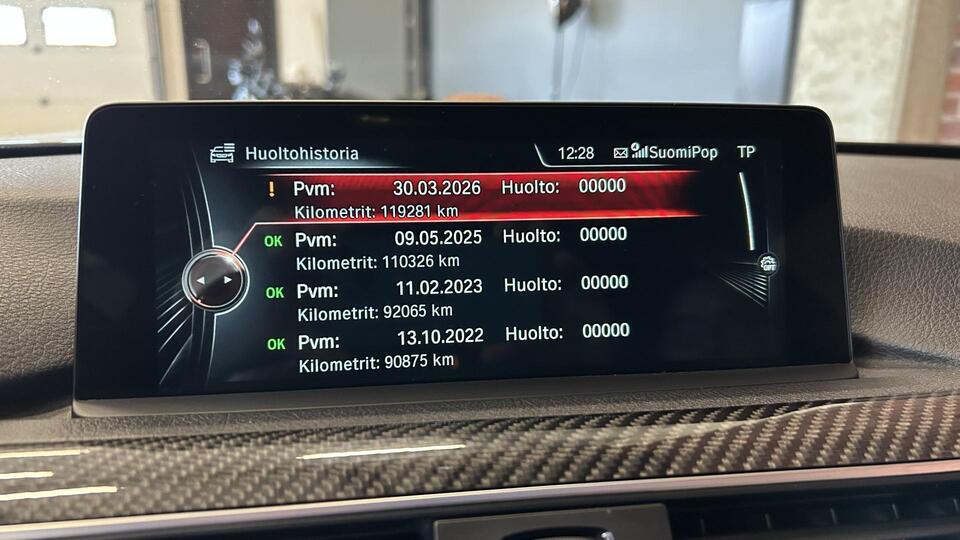 Huoltohistoria 12:28 SuomiPop TP
! Pvm: 30.03.2026 Huolto: 00000
Kilometrit: 119281 km
OK Pvm: 09.05.2025 Huolto: 00000
Kilometrit: 110326 km
OK Pvm: 11.02.2023 Huolto: 00000
Kilometrit: 92065 km
OK Pvm: 13.10.2022 Huolto: 00000
Kilometrit: 90875 km
OFF